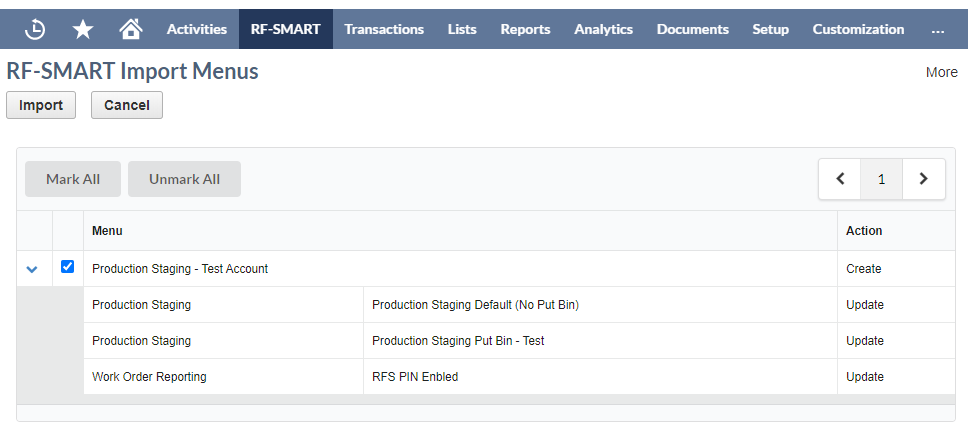 Activities RF-SMART Transactions Lists Reports Analytics Documents Setup Customization ...
RF-SMART Import Menus More
Import Cancel
Mark All Unmark All 1
Menu Action
Production Staging - Test Account Create
Production Staging Production Staging Default (No Put Bin) Update
Production Staging Production Staging Put Bin - Test Update
Work Order Reporting RFS PIN Enbled Update